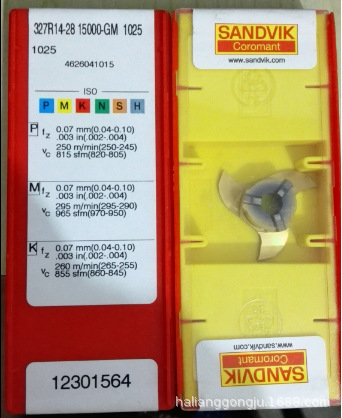 327R14-28 15000-GM 1025
1025
4626041015
ISO
P M K N S H
P fz 0.07 mm(0.04-0.10)
.003 in(.002-.004)
vc 250 m/min(250-245)
815 sfm(820-805)
M fz 0.07 mm(0.04-0.10)
.003 in(.002-.004)
vc 295 m/min(295-290)
965 sfm(970-950)
K fz 0.07 mm(0.04-0.10)
.003 in(.002-.004)
vc 260 m/min(265-255)
855 sfm(860-845)
12301564
SANDVIK
Coromant
www.sandvik.com
www.sandvik.com
SANDVIK
Coromant
halianggongju.1688.com